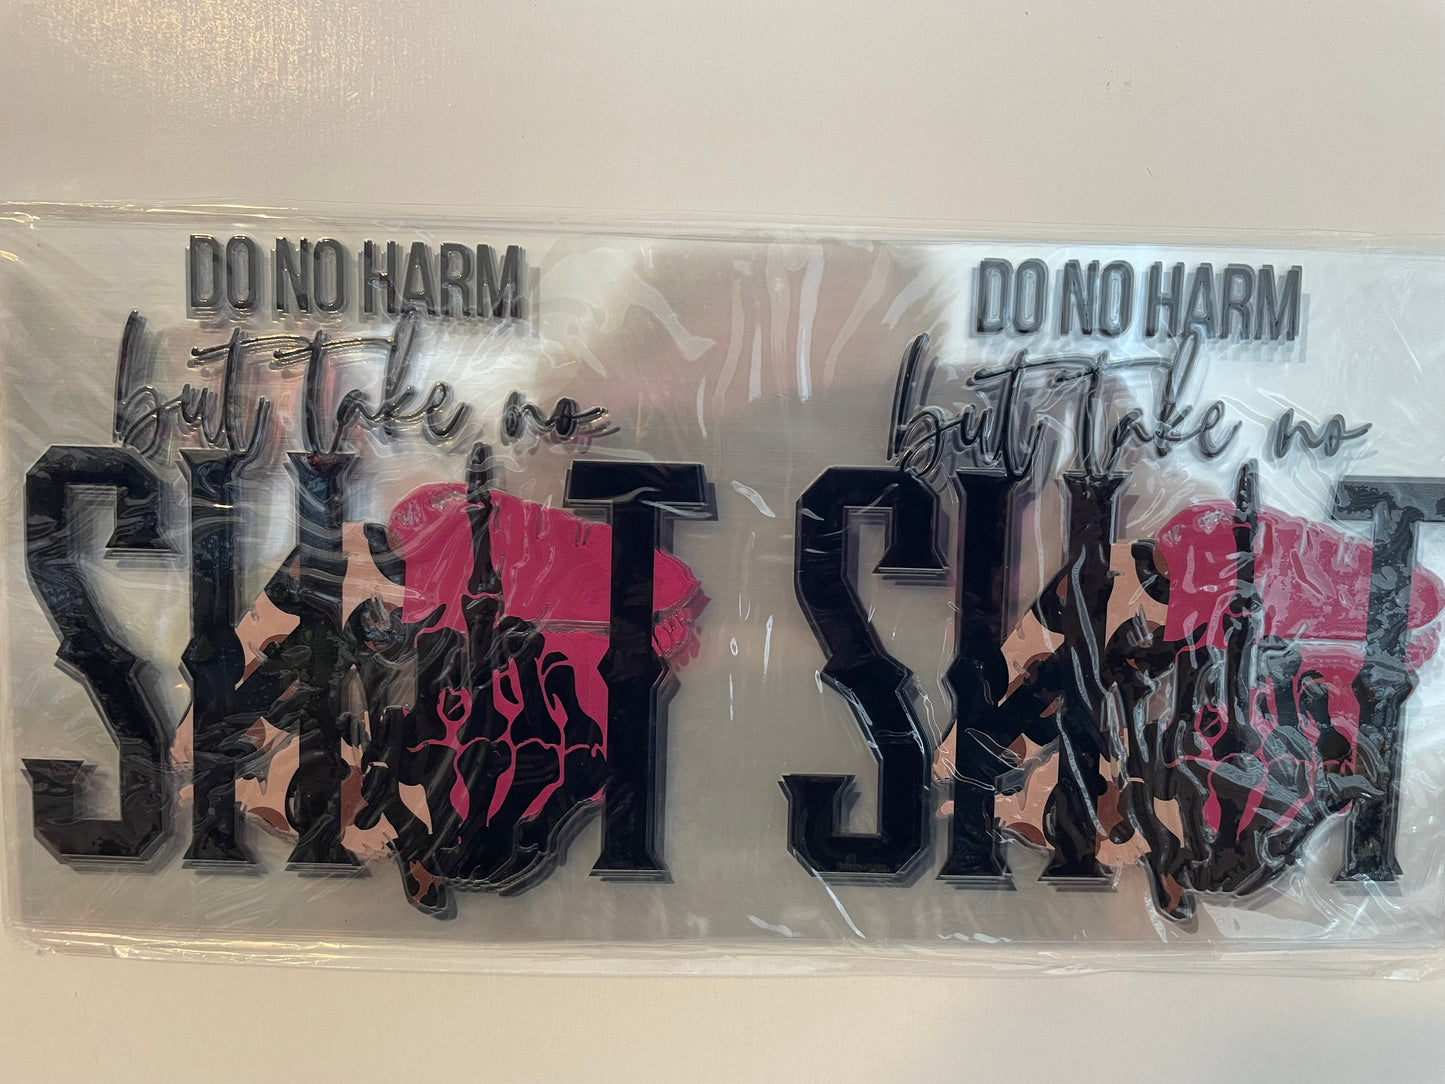 DO NO HARM
but take no
SHIT
DO NO HARM
but take no
SHIT